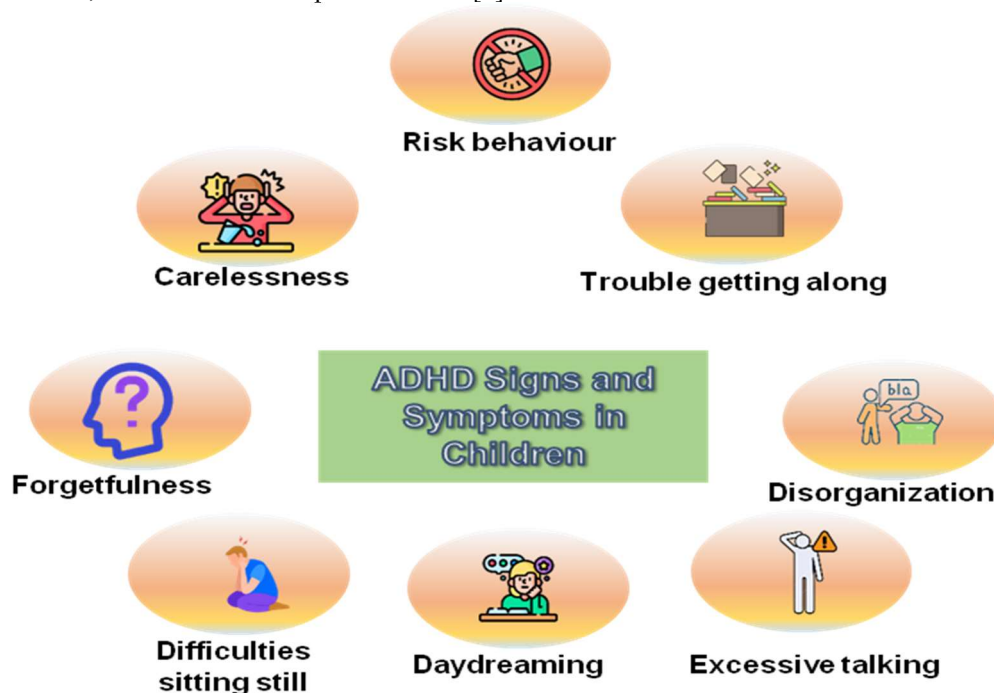 Risk behaviour
Carelessness
Trouble getting along
ADHD Signs and
Symptoms in
Children
Forgetfulness
bla
Disorganization
Difficulties
sitting still
Daydreaming
Excessive talking